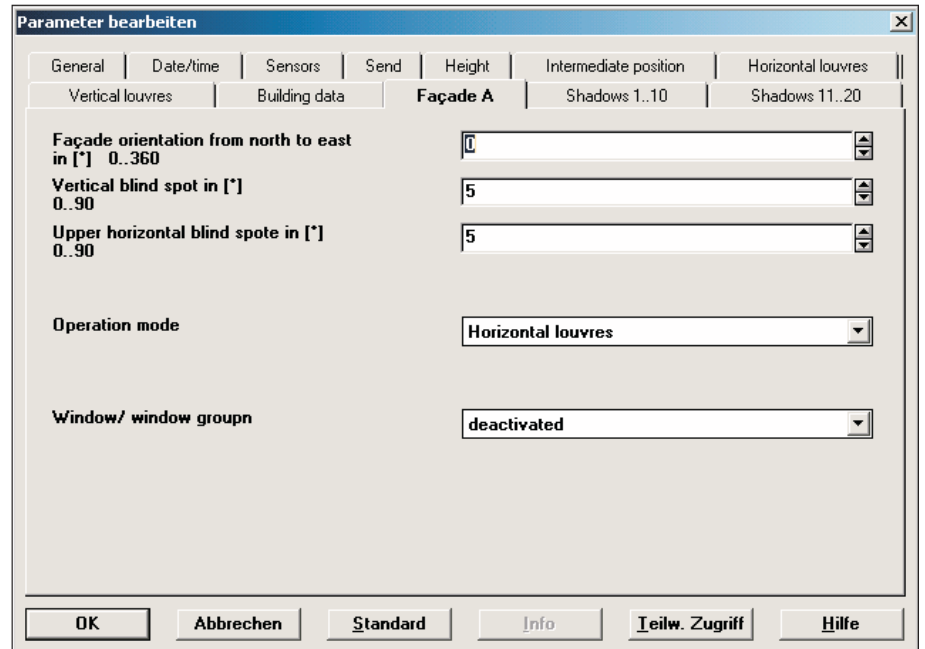 Parameter bearbeiten
General Date/time Sensors Send Height Intermediate position Horizontal louvres
Vertical louvres Building data Façade A Shadows 1..10 Shadows 11..20
Façade orientation from north to east
in [°] 0..360
0
Vertical blind spot in [°]
0..90
5
Upper horizontal blind spote in [°]
0..90
5
Operation mode
Horizontal louvres
Window/ window groupn
deactivated
OK Abbrechen Standard Info Teilw. Zugriff Hilfe